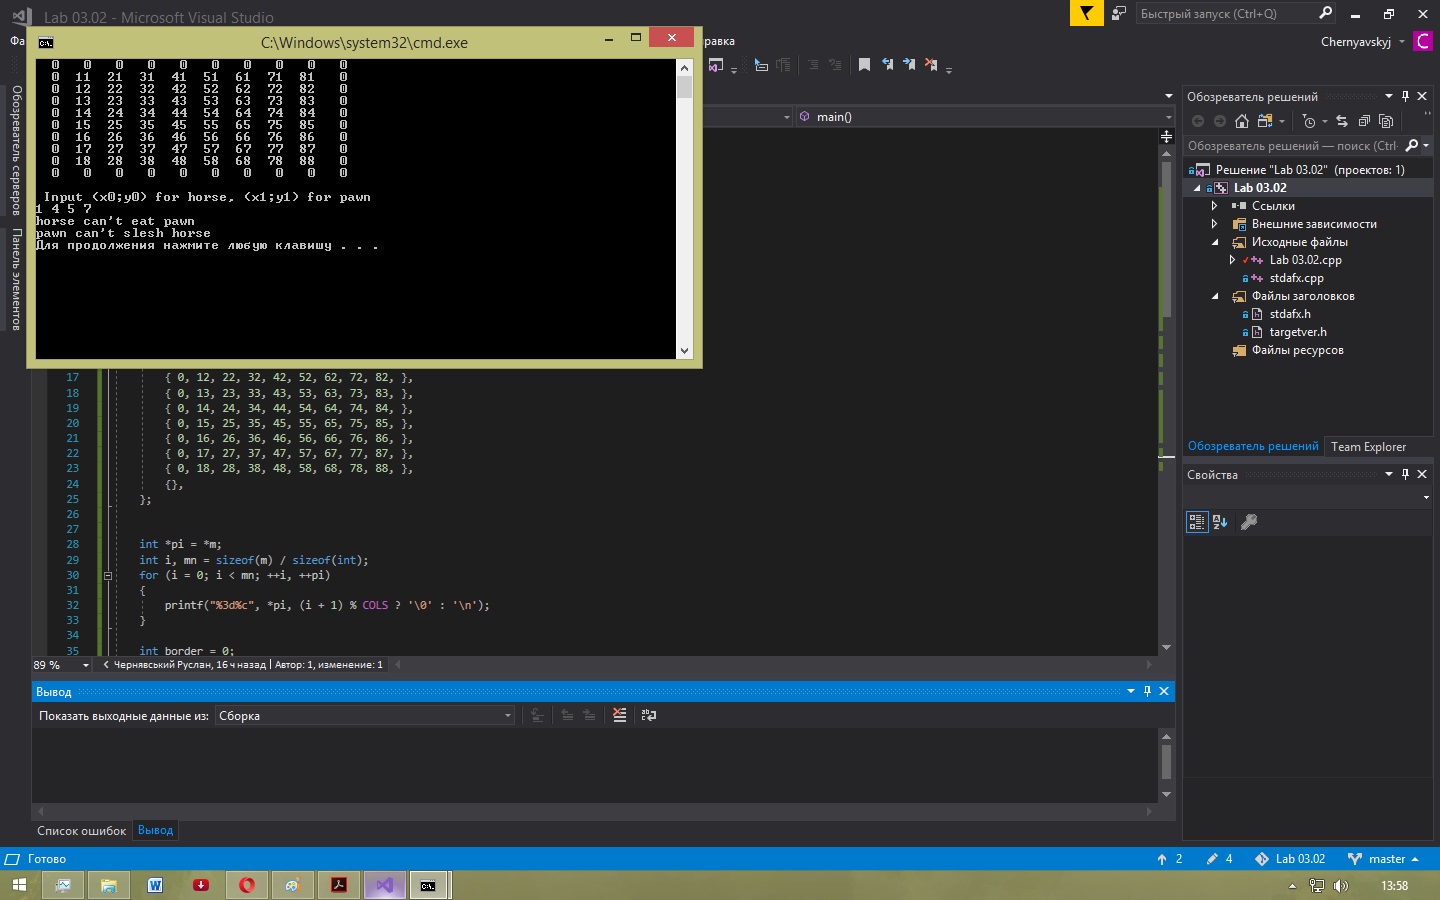 Lab 03.02 - Microsoft Visual Studio
Быстрый запуск (Ctrl+Q)
Фа
равка
Chernyavskyj
C
C:\Windows\system32\cmd.exe
0 0 0 0 0 0 0 0 0 0
0 11 21 31 41 51 61 71 81 0
0 12 22 32 42 52 62 72 82 0
0 13 23 33 43 53 63 73 83 0
0 14 24 34 44 54 64 74 84 0
0 15 25 35 45 55 65 75 85 0
0 16 26 36 46 56 66 76 86 0
0 17 27 37 47 57 67 77 87 0
0 18 28 38 48 58 68 78 88 0
0 0 0 0 0 0 0 0 0 0
Input (x0;y0) for horse, (x1;y1) for pawn
1 4 5 7
horse can't eat pawn
pawn can't slesh horse
Для продолжения нажмите любую клавишу . . .
Обозреватель серверов
Панель элементов
main()
17 { 0, 12, 22, 32, 42, 52, 62, 72, 82, },
18 { 0, 13, 23, 33, 43, 53, 63, 73, 83, },
19 { 0, 14, 24, 34, 44, 54, 64, 74, 84, },
20 { 0, 15, 25, 35, 45, 55, 65, 75, 85, },
21 { 0, 16, 26, 36, 46, 56, 66, 76, 86, },
22 { 0, 17, 27, 37, 47, 57, 67, 77, 87, },
23 { 0, 18, 28, 38, 48, 58, 68, 78, 88, },
24 {},
25 };
26
27
28 int *pi = *m;
29 int i, mn = sizeof(m) / sizeof(int);
30 for (i = 0; i < mn; ++i, ++pi)
31 {
32 printf("%3d%c", *pi, (i + 1) % COLS ? '\0' : '\n');
33 }
34
35 int border = 0;
89 %
Чернявський Руслан, 16 ч назад | Автор: 1, изменение: 1
Вывод
Показать выходные данные из: Сборка
Список ошибок Вывод
Обозреватель решений
Обозреватель решений — поиск (Ctrl-
Решение "Lab 03.02" (проектов: 1)
Lab 03.02
Ссылки
Внешние зависимости
Исходные файлы
Lab 03.02.cpp
stdafx.cpp
Файлы заголовков
stdafx.h
targetver.h
Файлы ресурсов
Обозреватель решений Team Explorer
Свойства
Готово
2 4 Lab 03.02 master
13:58